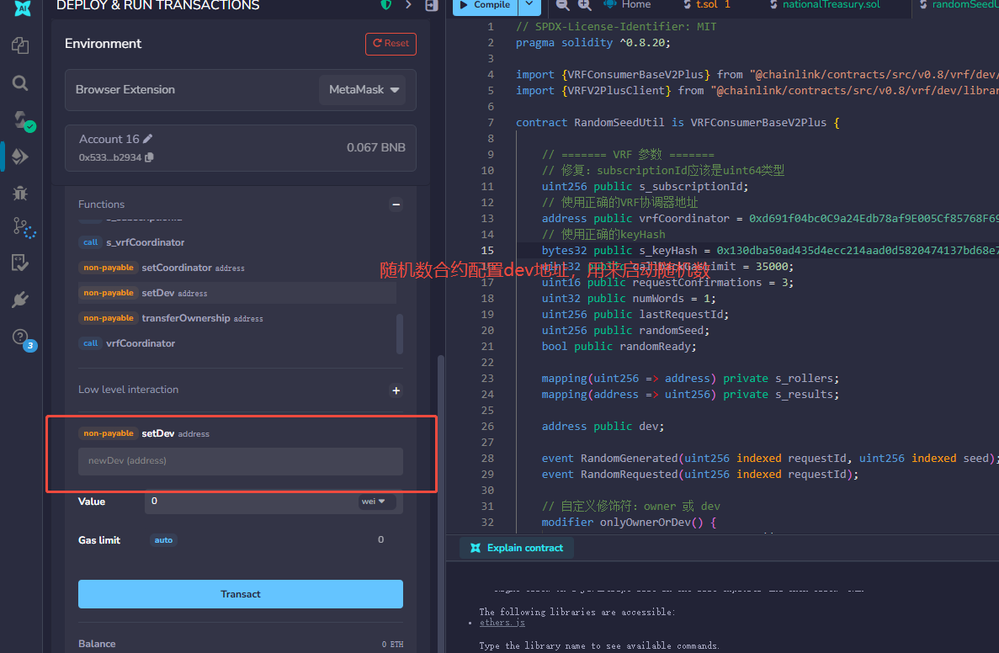 DEPLOY & RUN TRANSACTIONS
Environment
Reset
Browser Extension
MetaMask
Account 16
0x533...b2934
0.067 BNB
Functions
s_subscriptionId
call s_vrfCoordinator
non-payable setCoordinator address
non-payable setDev address
non-payable transferOwnership address
call vrfCoordinator
Low level interaction
non-payable setDev address
newDev (address)
Value
0
wei
Gas limit
auto
0
Transact
Balance
0 ETH
3
Compile
Home
t.sol 1
nationalTreasury.sol
1 // SPDX-License-Identifier: MIT
2 pragma solidity ^0.8.20;
3
4 import {VRFConsumerBaseV2Plus} from "@chainlink/contracts/src/v0.8/vrf/dev/
5 import {VRFV2PlusClient} from "@chainlink/contracts/src/v0.8/vrf/dev/librar
6
7 contract RandomSeedUtil is VRFConsumerBaseV2Plus {
8
9 // ======= VRF 参数 =======
10 // 修复: subscriptionId应该是uint64类型
11 uint256 public s_subscriptionId;
12 // 使用正确的VRF协调器地址
13 address public vrfCoordinator = 0xd691f04bc0C9a24Edb78af9E005Cf85768F69
14 // 使用正确的keyHash
15 bytes32 public s_keyHash = 0x130dba50ad435d4ecc214aad0d5820474137bd68e7
随机数合约配置dev地址，用来启动随机数
16 uint32 public callbackGasLimit = 35000;
17 uint16 public requestConfirmations = 3;
18 uint32 public numWords = 1;
19 uint256 public lastRequestId;
20 uint256 public randomSeed;
21 bool public randomReady;
22
23 mapping(uint256 => address) private s_rollers;
24 mapping(address => uint256) private s_results;
25
26 address public dev;
27
28 event RandomGenerated(uint256 indexed requestId, uint256 indexed seed);
29 event RandomRequested(uint256 indexed requestId);
30
31 // 自定义修饰符: owner 或 dev
32 modifier onlyOwnerOrDev() {
Explain contract
The following libraries are accessible:
• ethers.js
Type the library name to see available commands.